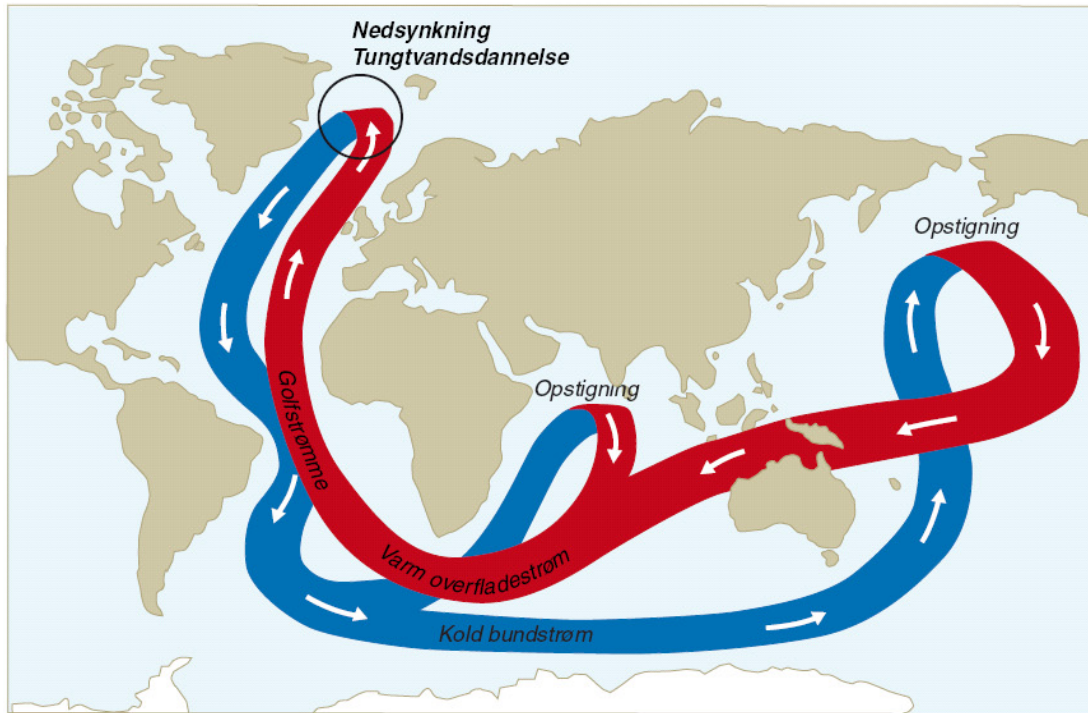 Nedsynkning
Tungtvandsdannelse
Opstigning
Opstigning
Golfstrømme
Varm overfladestrøm
Kold bundstrøm